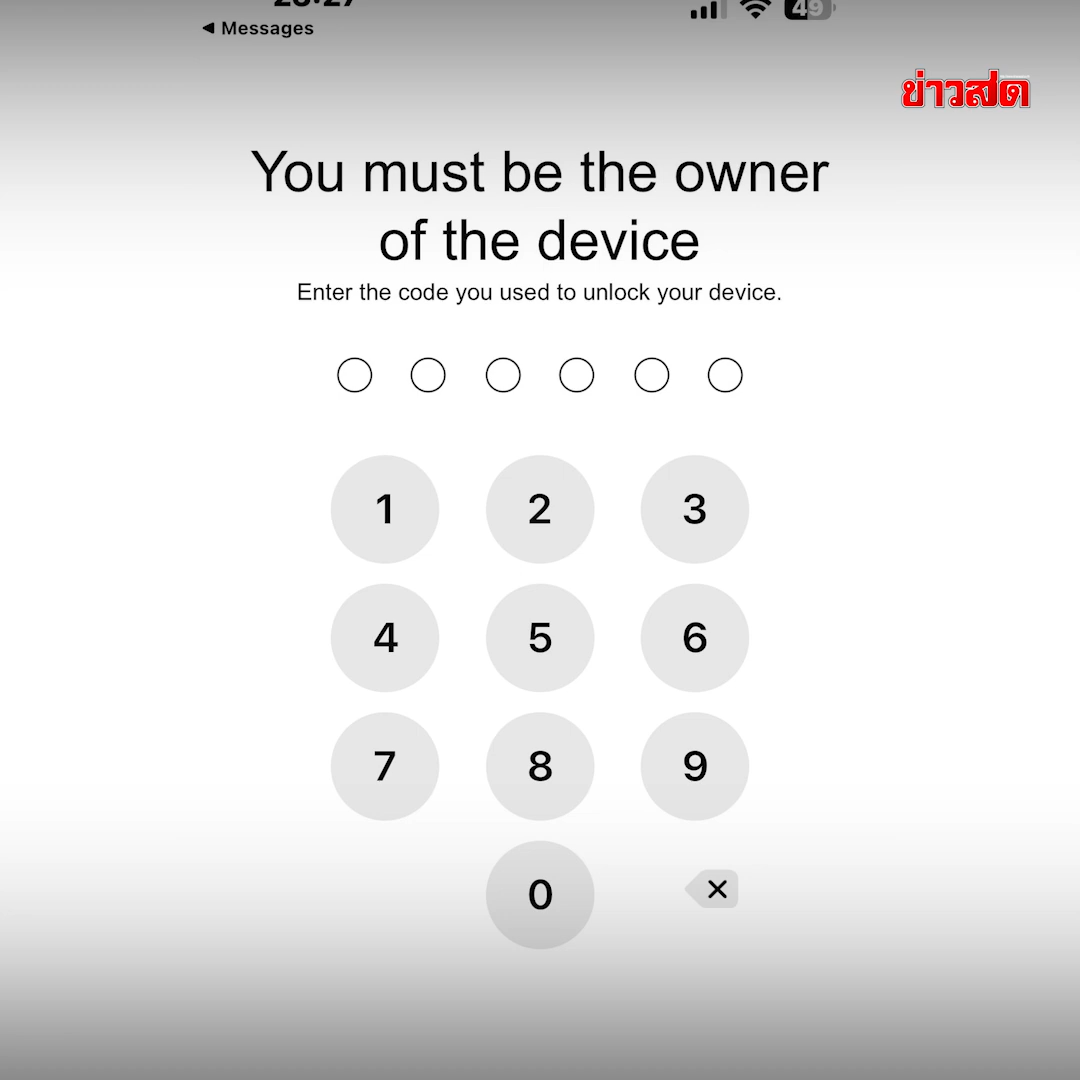 ◀ Messages
49
ข่าวสด
You must be the owner
of the device
Enter the code you used to unlock your device.
1 2 3
4 5 6
7 8 9
0